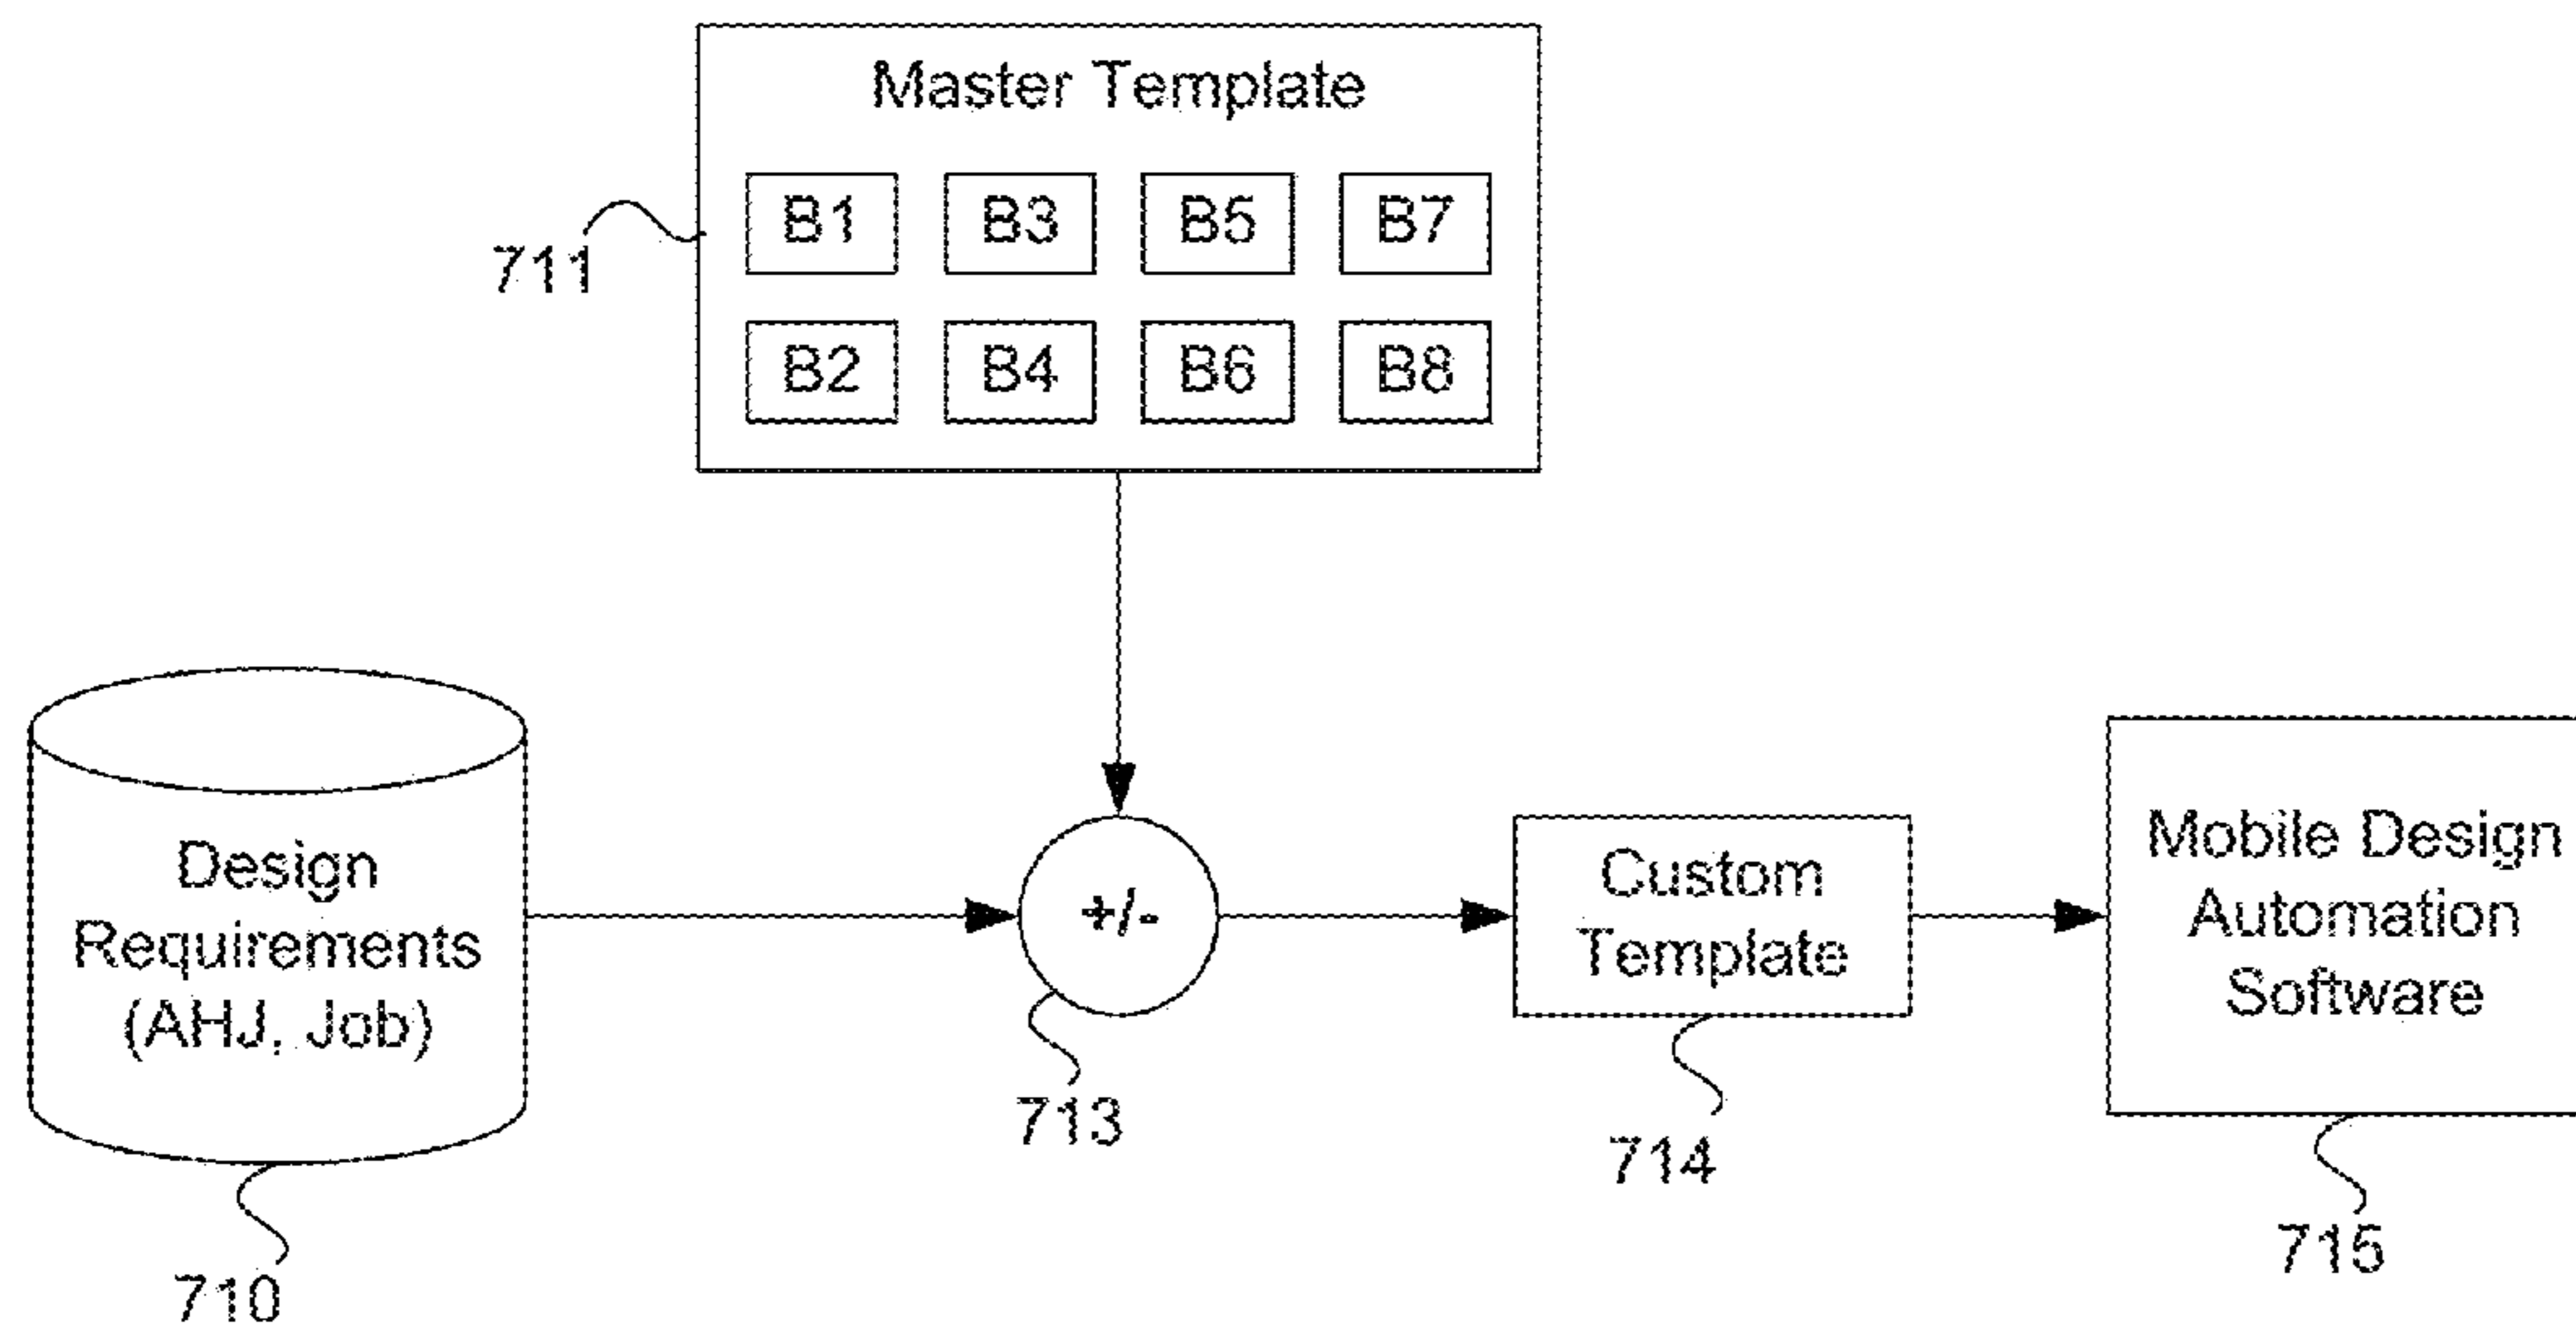 Master Template
B1 B3 B5 B7
711
B2 B4 B6 B8
Design
Requirements
(AHJ, Job)
+/-
Custom
Template
Mobile Design
Automation
Software
713
714
715
710